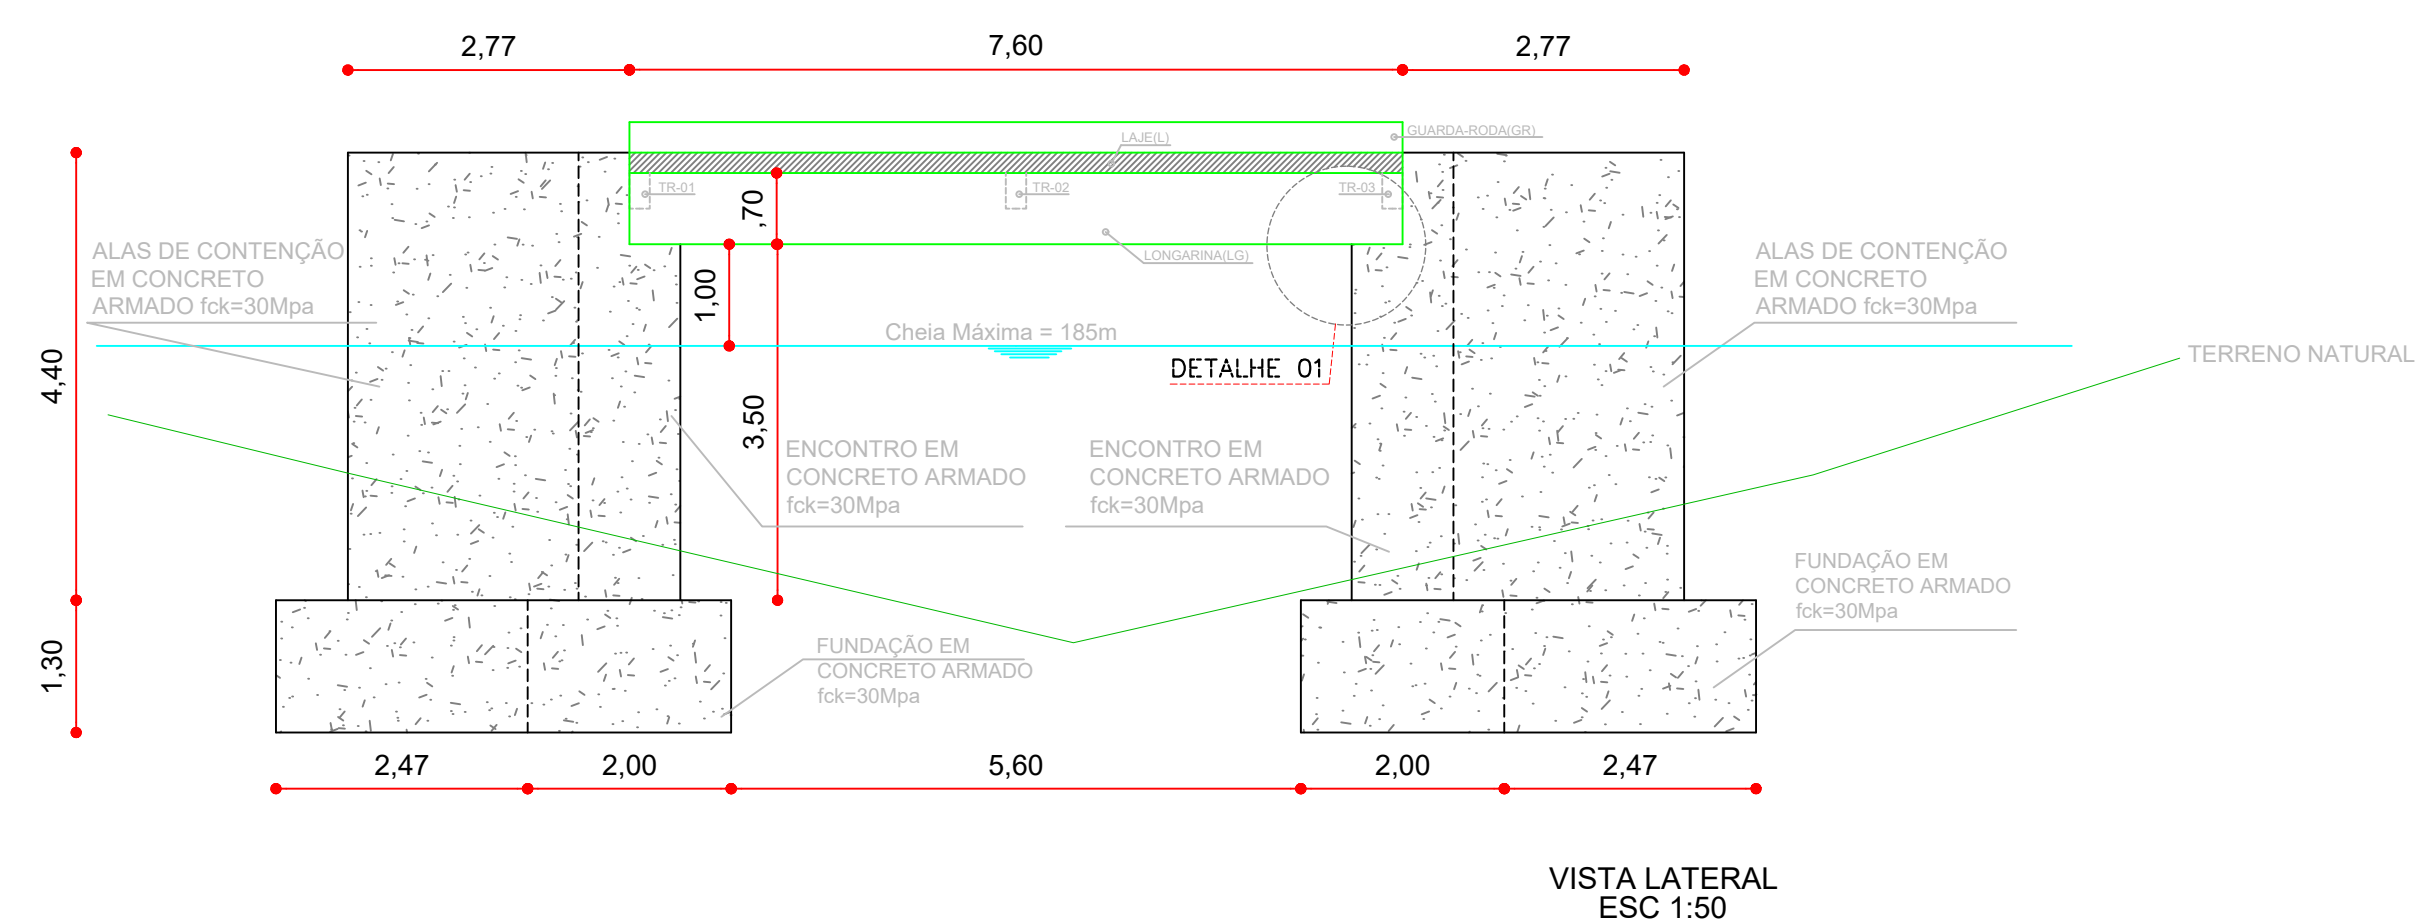 2,77
7,60
2,77
GUARDA-RODA(GR)
LAJE(L)
TR-01
TR-02
TR-03
,70
LONGARINA(LG)
ALAS DE CONTENÇÃO
EM CONCRETO
ARMADO fck=30Mpa
1,00
ALAS DE CONTENÇÃO
EM CONCRETO
ARMADO fck=30Mpa
Cheia Máxima = 185m
TERRENO NATURAL
DETALHE 01
4,40
3,50
ENCONTRO EM
CONCRETO ARMADO
fck=30Mpa
ENCONTRO EM
CONCRETO ARMADO
fck=30Mpa
FUNDAÇÃO EM
CONCRETO ARMADO
fck=30Mpa
1,30
FUNDAÇÃO EM
CONCRETO ARMADO
fck=30Mpa
2,47
2,00
5,60
2,00
2,47
VISTA LATERAL
ESC 1:50